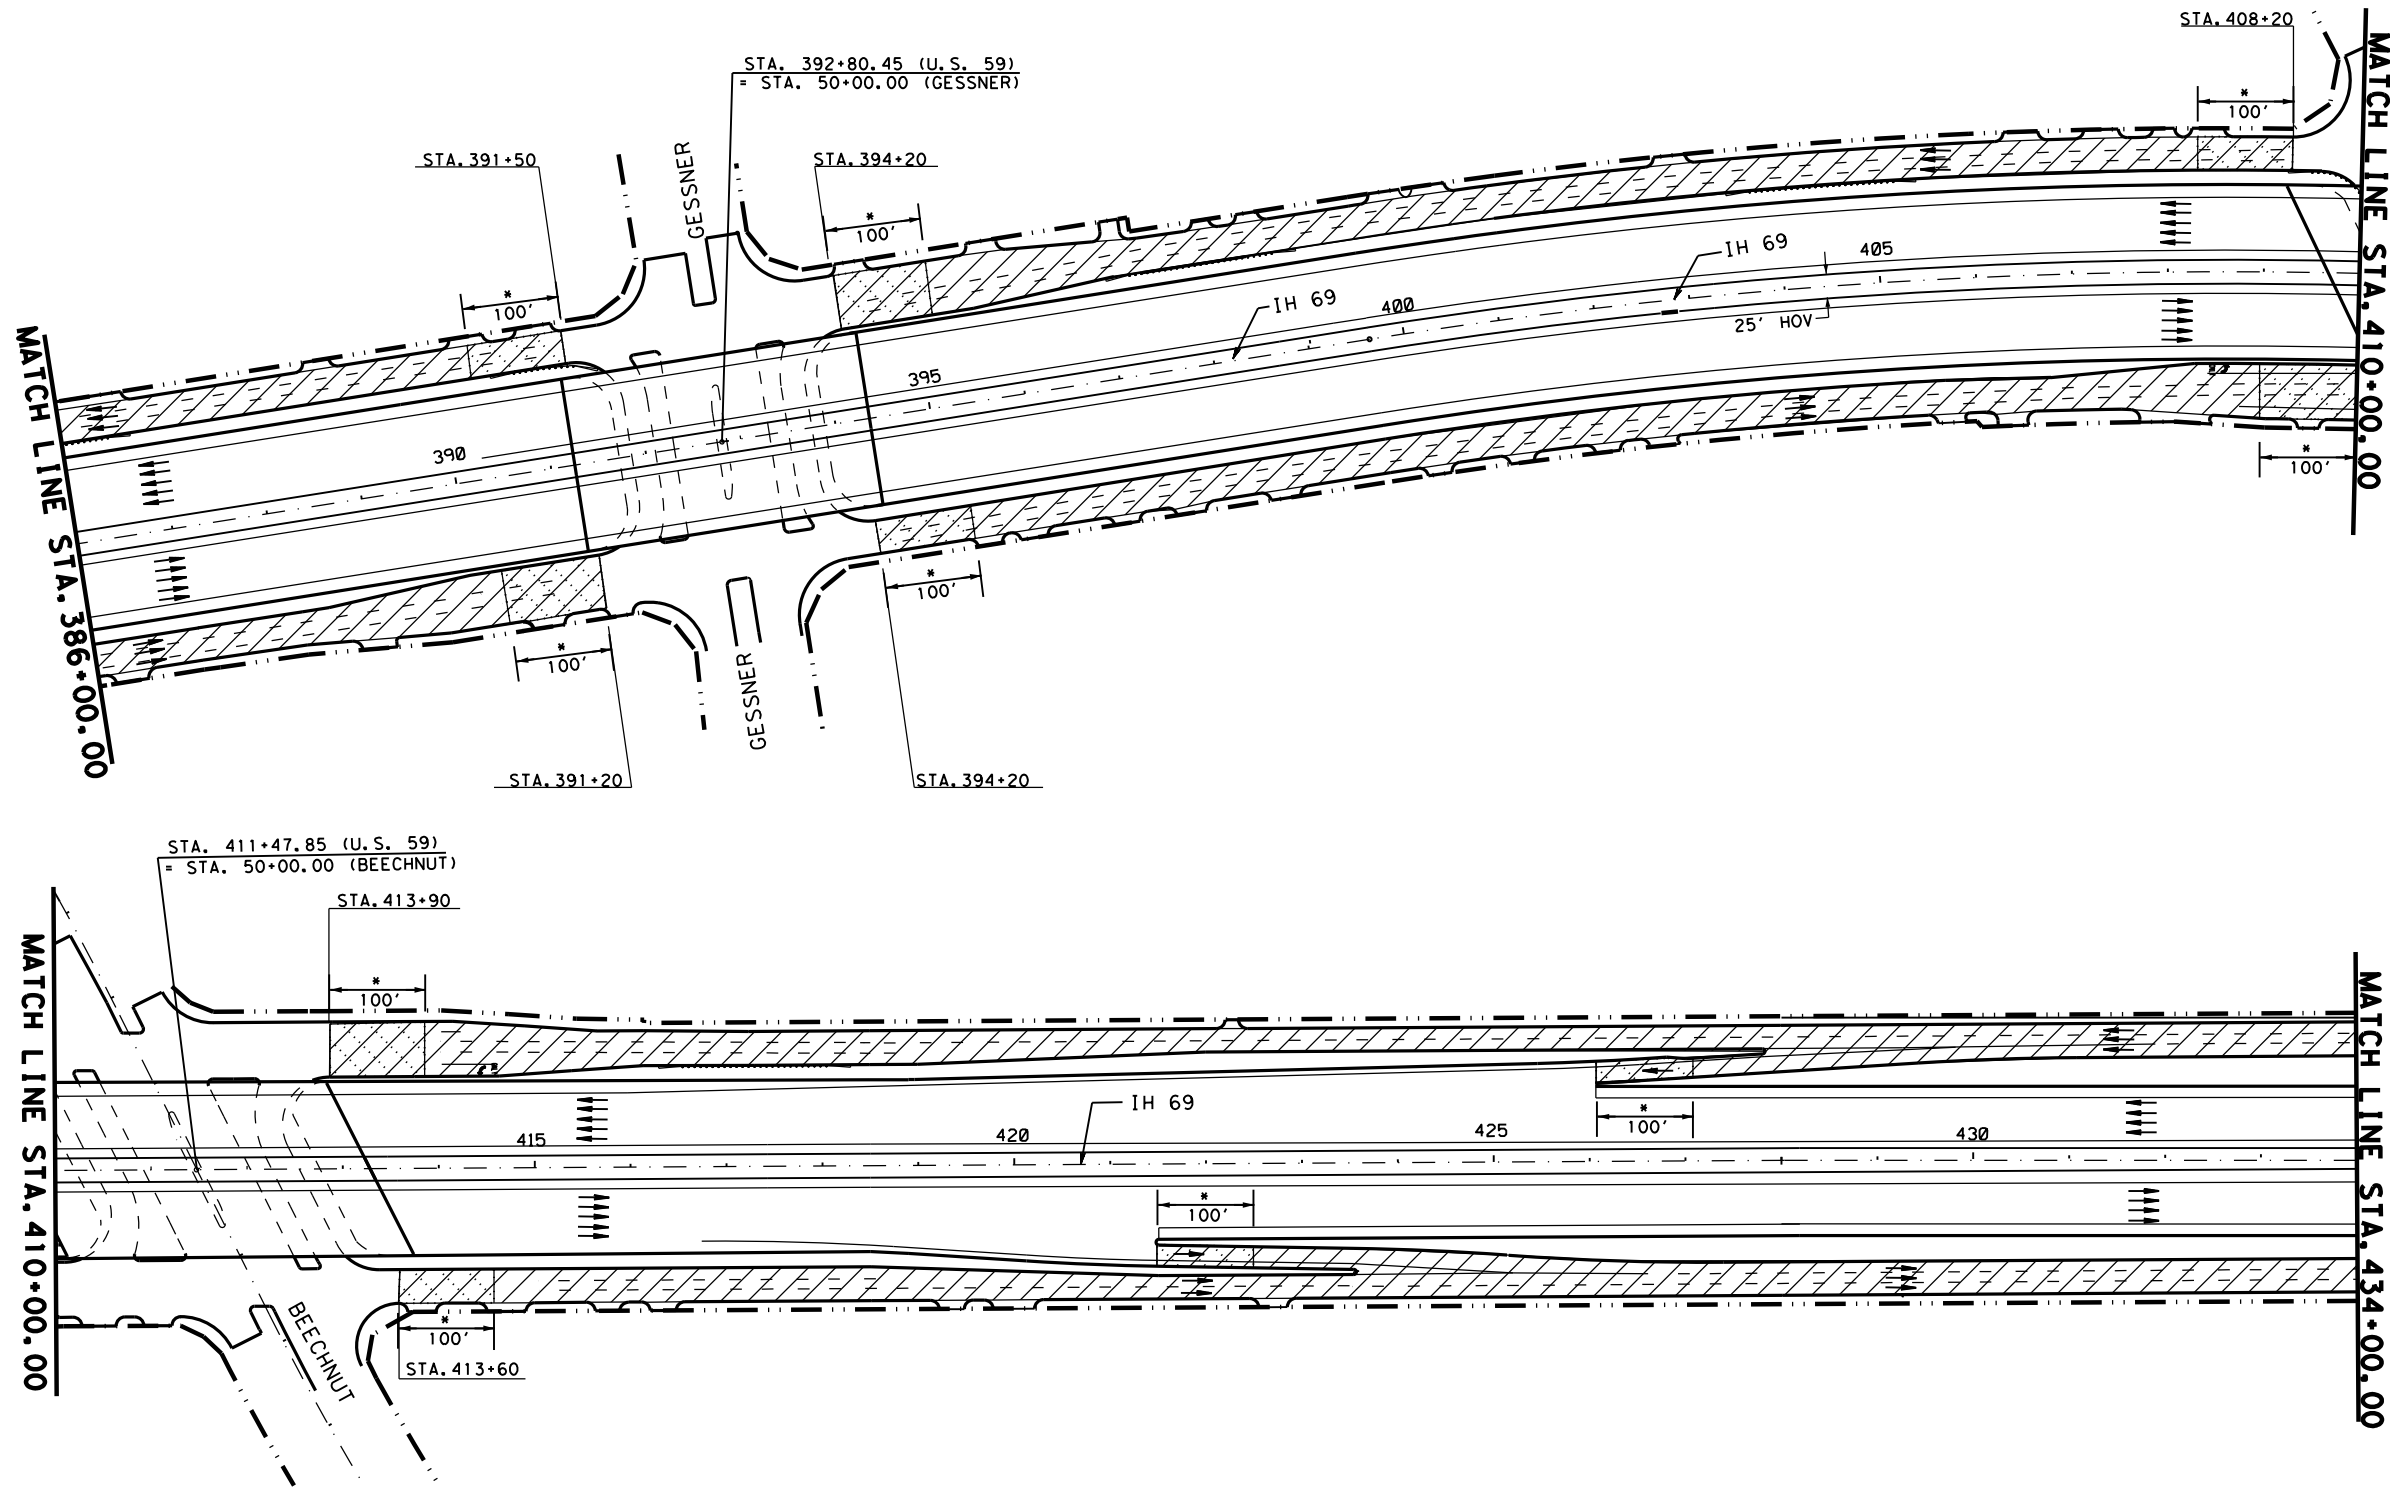 STA.408+20
STA. 392+80.45 (U.S. 59)
= STA. 50+00.00 (GESSNER)
MATCH LINE STA.410+00.00
*
100'
STA.391+50
GESSNER
STA.394+20
*
100'
IH 69
405
*
100'
IH 69
400
25' HOV
MATCH LINE STA.386+00.00
395
390
*
100'
*
100'
*
100'
GESSNER
STA.391+20
STA.394+20
STA. 411+47.85 (U.S. 59)
= STA. 50+00.00 (BEECHNUT)
STA.413+90
MATCH LINE STA.410+00.00
MATCH LINE STA.434+00.00
*
100'
IH 69
*
100'
415
420
425
430
*
100'
BEECHNUT
*
100'
STA.413+60